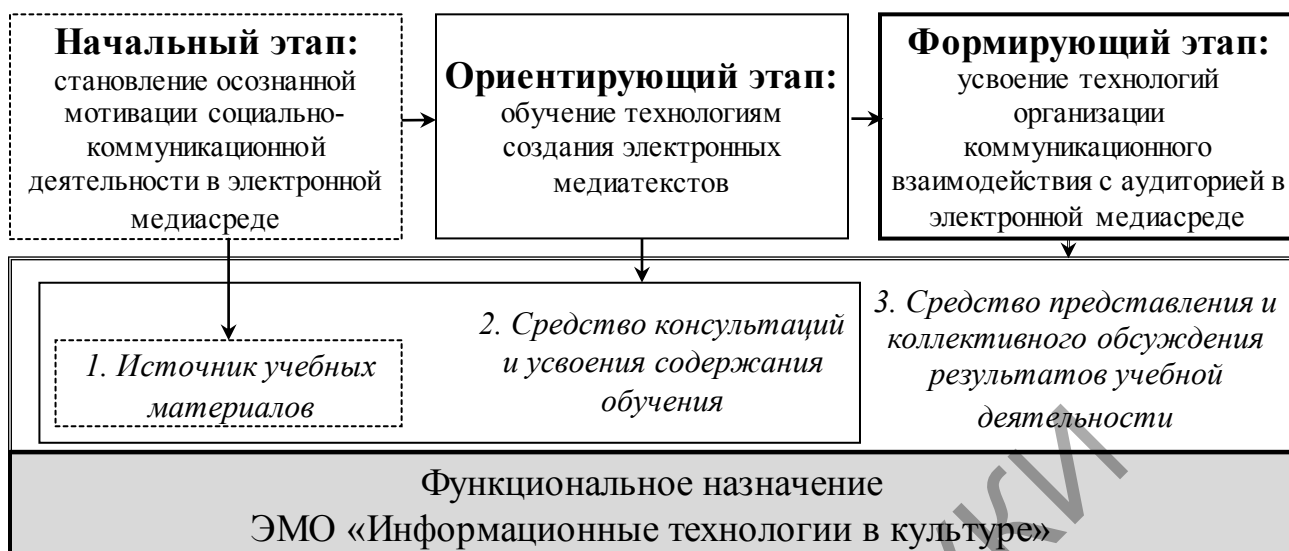 Начальный этап:
становление осознанной
мотивации социально-
коммуникационной
деятельности в электронной
медиасреде
Ориентирующий этап:
обучение технологиям
создания электронных
медиатекстов
Формирующий этап:
усвоение технологий
организации
коммуникационного
взаимодействия с аудиторией в
электронной медиасреде
1. Источник учебных
материалов
2. Средство консультаций
и усвоения содержания
обучения
3. Средство представления и
коллективного обсуждения
результатов учебной
деятельности
Функциональное назначение
ЭМО «Информационные технологии в культуре»